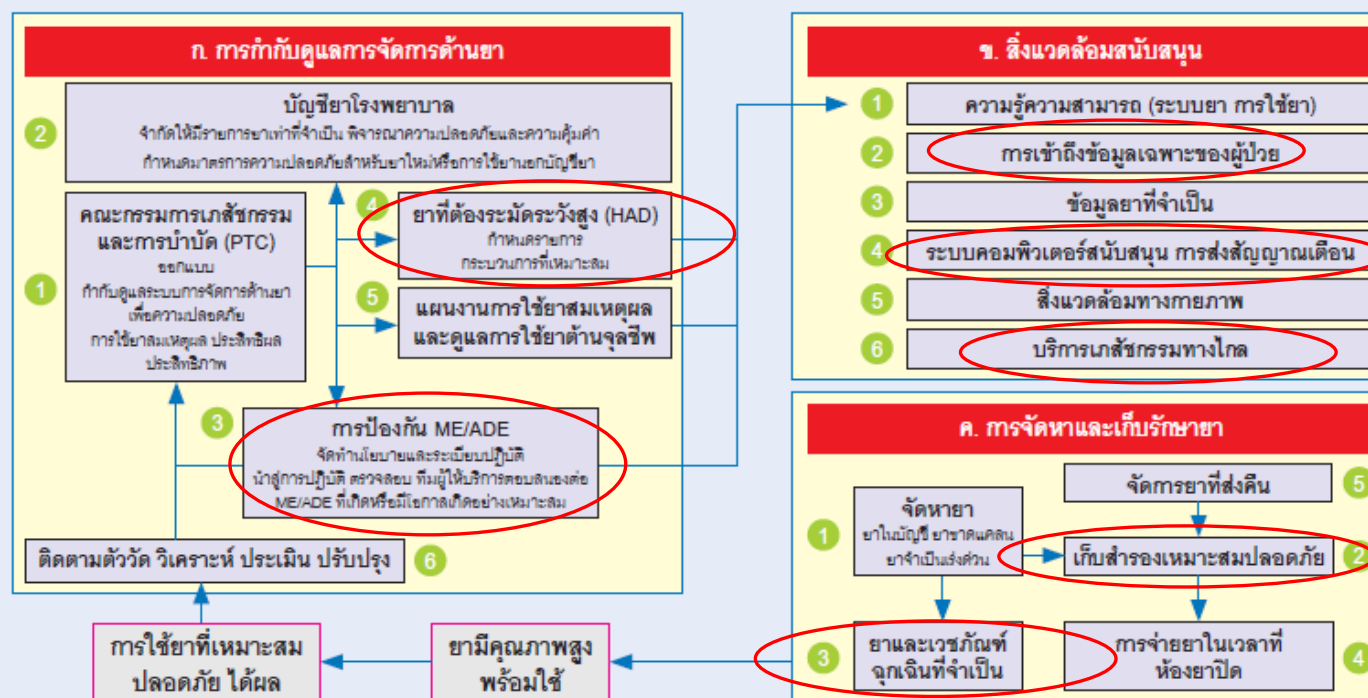 ก. การกำกับดูแลการจัดการด้านยา
2
บัญชียาโรงพยาบาล
จำกัดให้มีรายการยาเท่าที่จำเป็น พิจารณาความปลอดภัยและความคุ้มค่า
กำหนดมาตรการความปลอดภัยสำหรับยาใหม่หรือการใช้ยานอกบัญชียา
1
คณะกรรมการเภสัชกรรม
และการบำบัด (PTC)
ออกแบบ
กำกับดูแลระบบการจัดการด้านยา
เพื่อความปลอดภัย
การใช้ยาสมเหตุผล ประสิทธิผล
ประสิทธิภาพ
4
ยาที่ต้องระมัดระวังสูง (HAD)
กำหนดรายการ
กระบวนการที่เหมาะสม
5
แผนงานการใช้ยาสมเหตุผล
และดูแลการใช้ยาต้านจุลชีพ
3
การป้องกัน ME/ADE
จัดทำนโยบายและระเบียบปฏิบัติ
นำสู่การปฏิบัติ ตรวจสอบ ทีมผู้ให้บริการตอบสนองต่อ
ME/ADE ที่เกิดหรือมีโอกาสเกิดอย่างเหมาะสม
ติดตามตัววัด วิเคราะห์ ประเมิน ปรับปรุง 6
การใช้ยาที่เหมาะสม
ปลอดภัย ได้ผล
ยามีคุณภาพสูง
พร้อมใช้
ข. สิ่งแวดล้อมสนับสนุน
1 ความรู้ความสามารถ (ระบบยา การใช้ยา)
2 การเข้าถึงข้อมูลเฉพาะของผู้ป่วย
3 ข้อมูลยาที่จำเป็น
4 ระบบคอมพิวเตอร์สนับสนุน การส่งสัญญาณเตือน
5 สิ่งแวดล้อมทางกายภาพ
6 บริการเภสัชกรรมทางไกล
ค. การจัดหาและเก็บรักษายา
1
จัดหายา
ยาในบัญชี ยาขาดแคลน
ยาจำเป็นเร่งด่วน
จัดการยาที่ส่งคืน 5
เก็บสำรองเหมาะสมปลอดภัย 2
3
ยาและเวชภัณฑ์
ฉุกเฉินที่จำเป็น
การจ่ายยาในเวลาที่
ห้องยาปิด
4